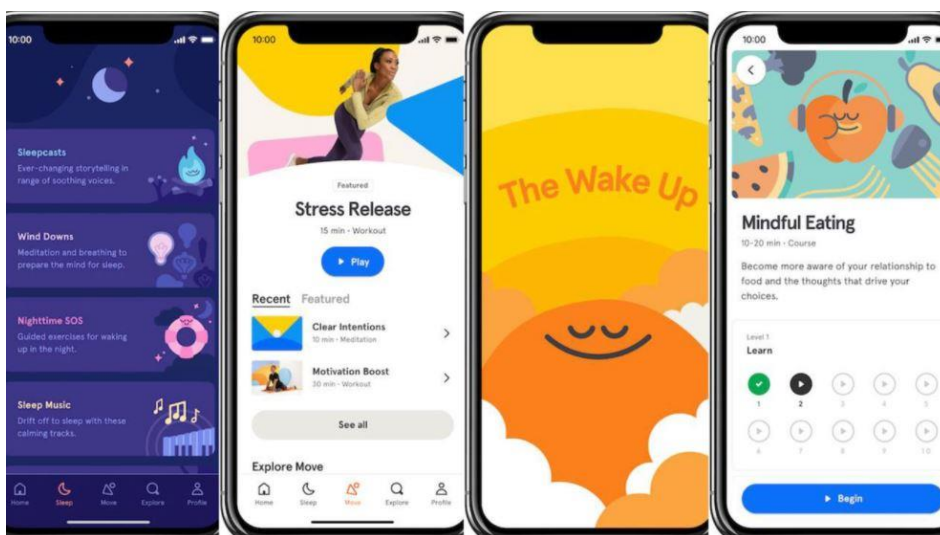 10:00
Sleepcasts
Ever-changing storytelling in
range of soothing voices.
Wind Downs
Meditation and breathing to
prepare the mind for sleep.
Nighttime SOS
Guided exercises for waking
up in the night.
Sleep Music
Drift off to sleep with these
calming tracks.
Home Sleep Move Explore Profile
10:00
Featured
Stress Release
15 min · Workout
Play
Recent Featured
Clear Intentions
10 min · Meditation
Motivation Boost
30 min · Workout
See all
Explore Move
Home Sleep Move Explore Profile
The Wake Up
10:00
Mindful Eating
10-20 min · Course
Become more aware of your relationship to
food and the thoughts that drive your
choices.
Level 1
Learn
1 2 3 4 5
6 7 8 9 10
Begin